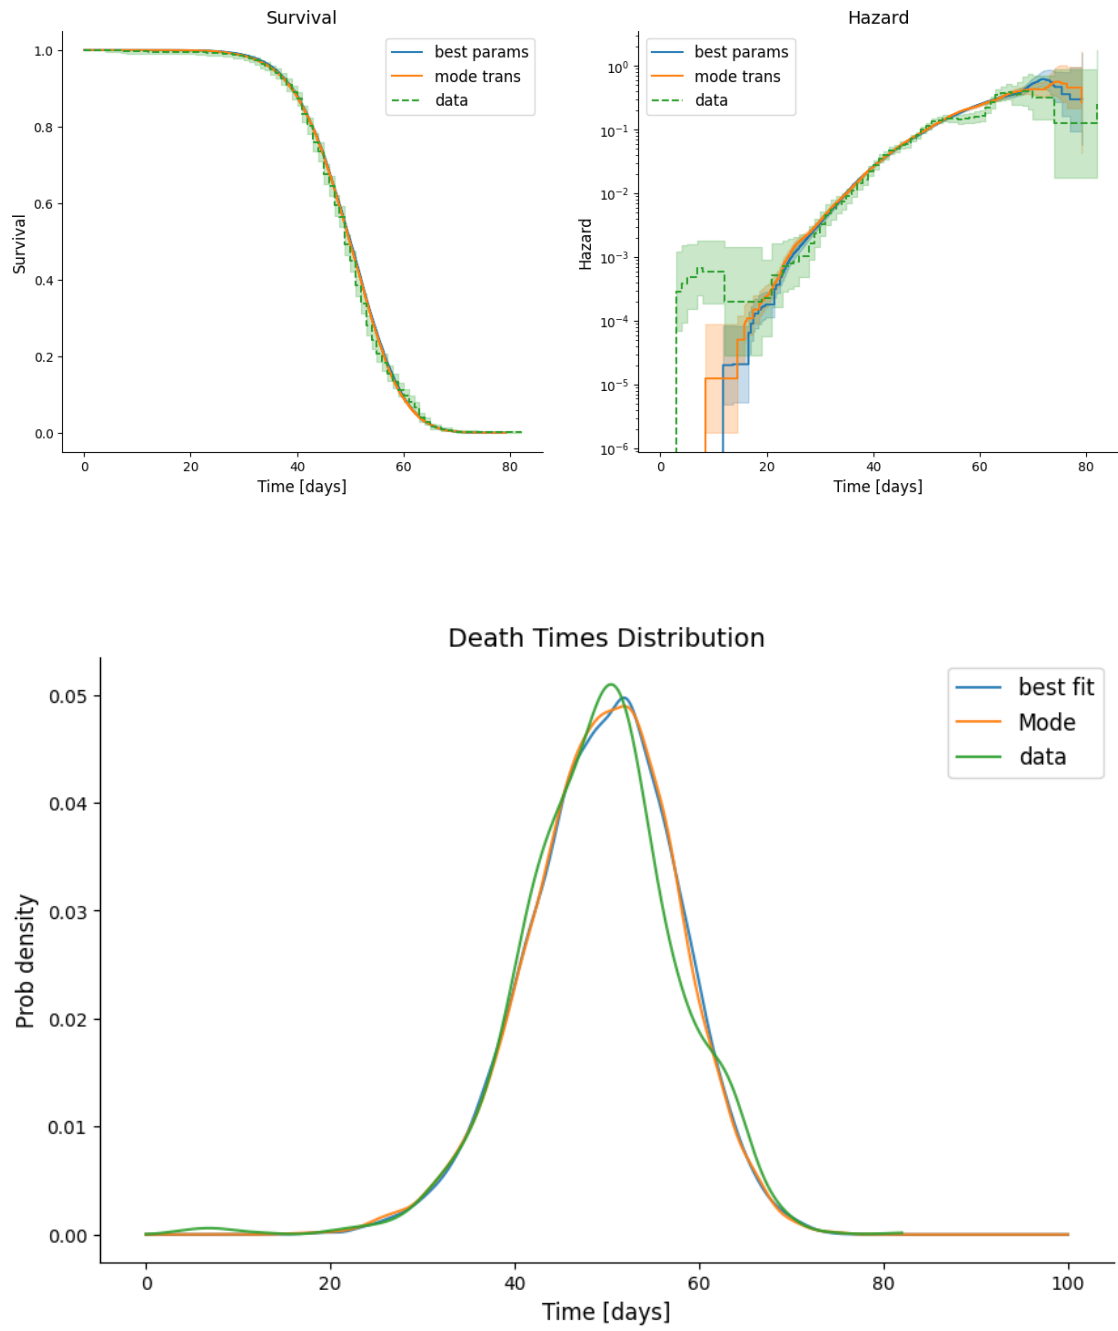 Survival
Survival
1.0
0.8
0.6
0.4
0.2
0.0
0
20
40
60
80
Time [days]
best params
mode trans
data
Hazard
Hazard
10⁰
10⁻¹
10⁻²
10⁻³
10⁻⁴
10⁻⁵
10⁻⁶
0
20
40
60
80
Time [days]
best params
mode trans
data
Death Times Distribution
Prob density
0.05
0.04
0.03
0.02
0.01
0.00
0
20
40
60
80
100
Time [days]
best fit
Mode
data